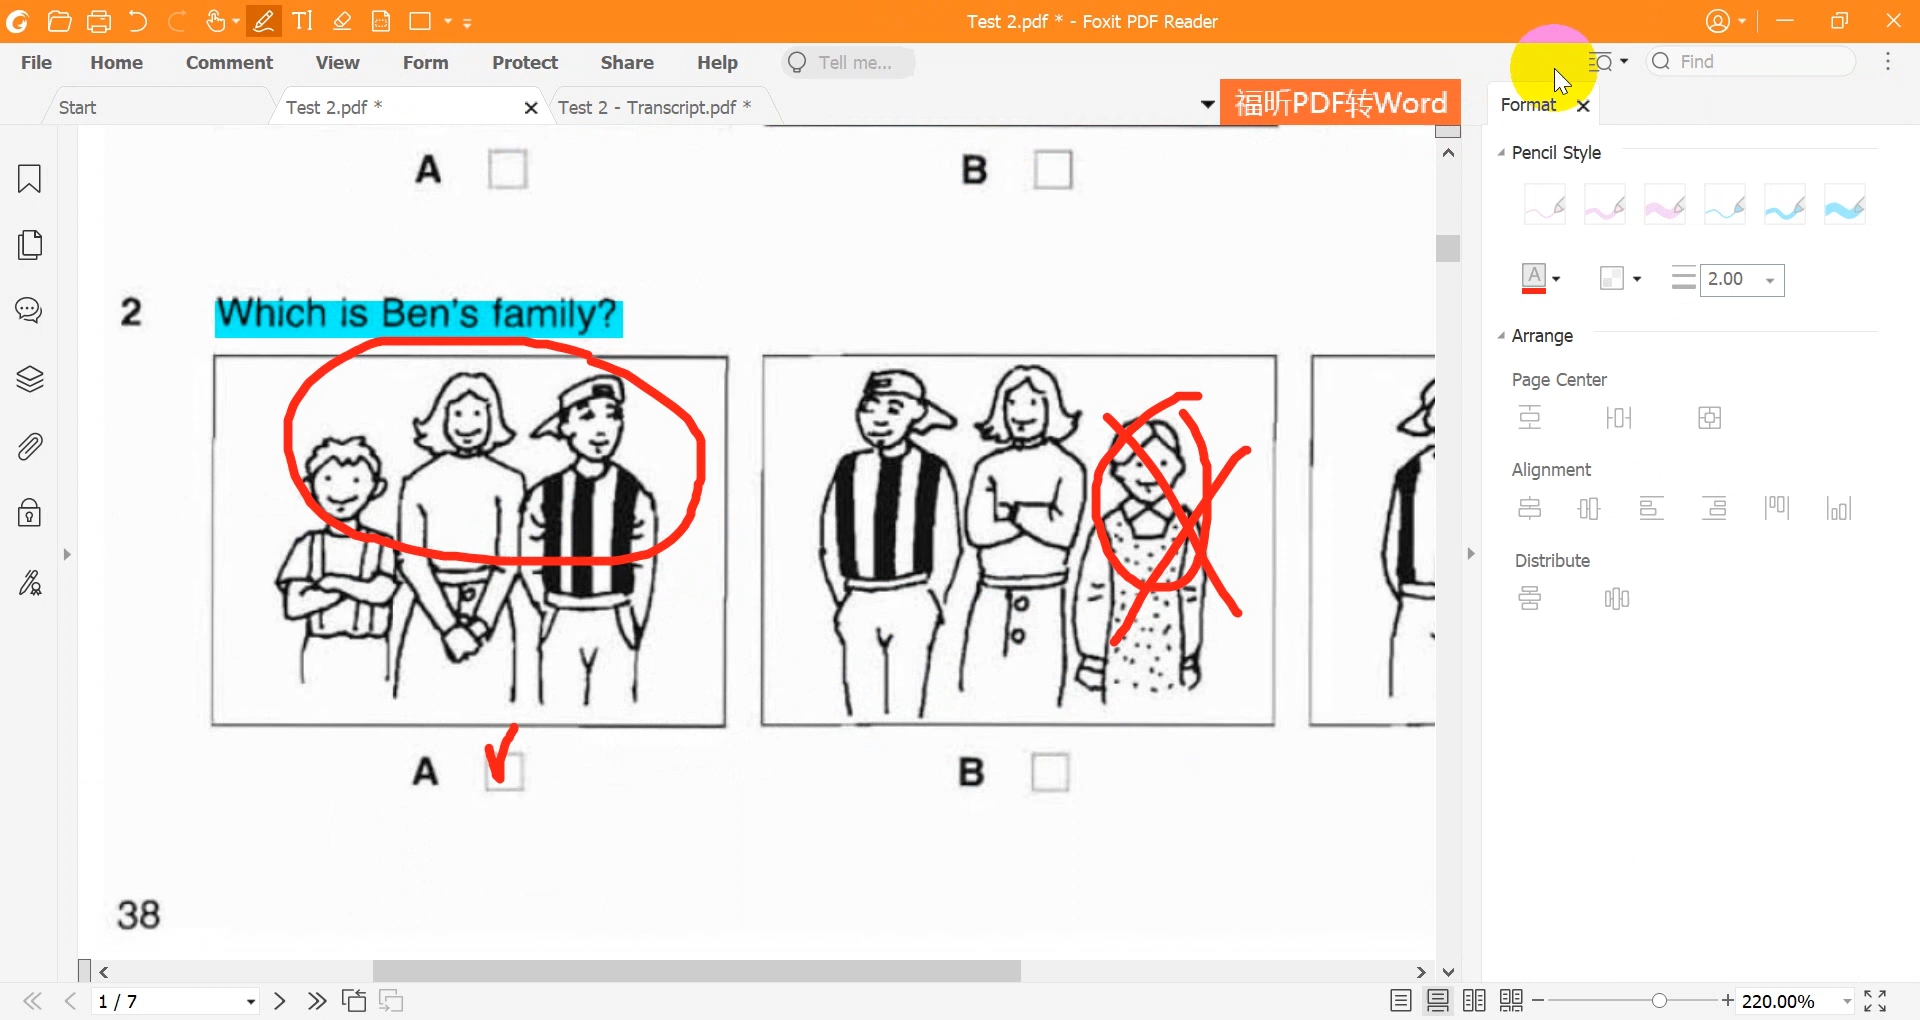 Test 2.pdf * - Foxit PDF Reader
File Home Comment View Form Protect Share Help Tell me... Find
Start Test 2.pdf * Test 2 - Transcript.pdf * 福昕PDF转Word Format
Pencil Style
A B
2.00
2 Which is Ben's family?
Arrange
Page Center
Alignment
Distribute
A B
38
1 / 7 220.00%